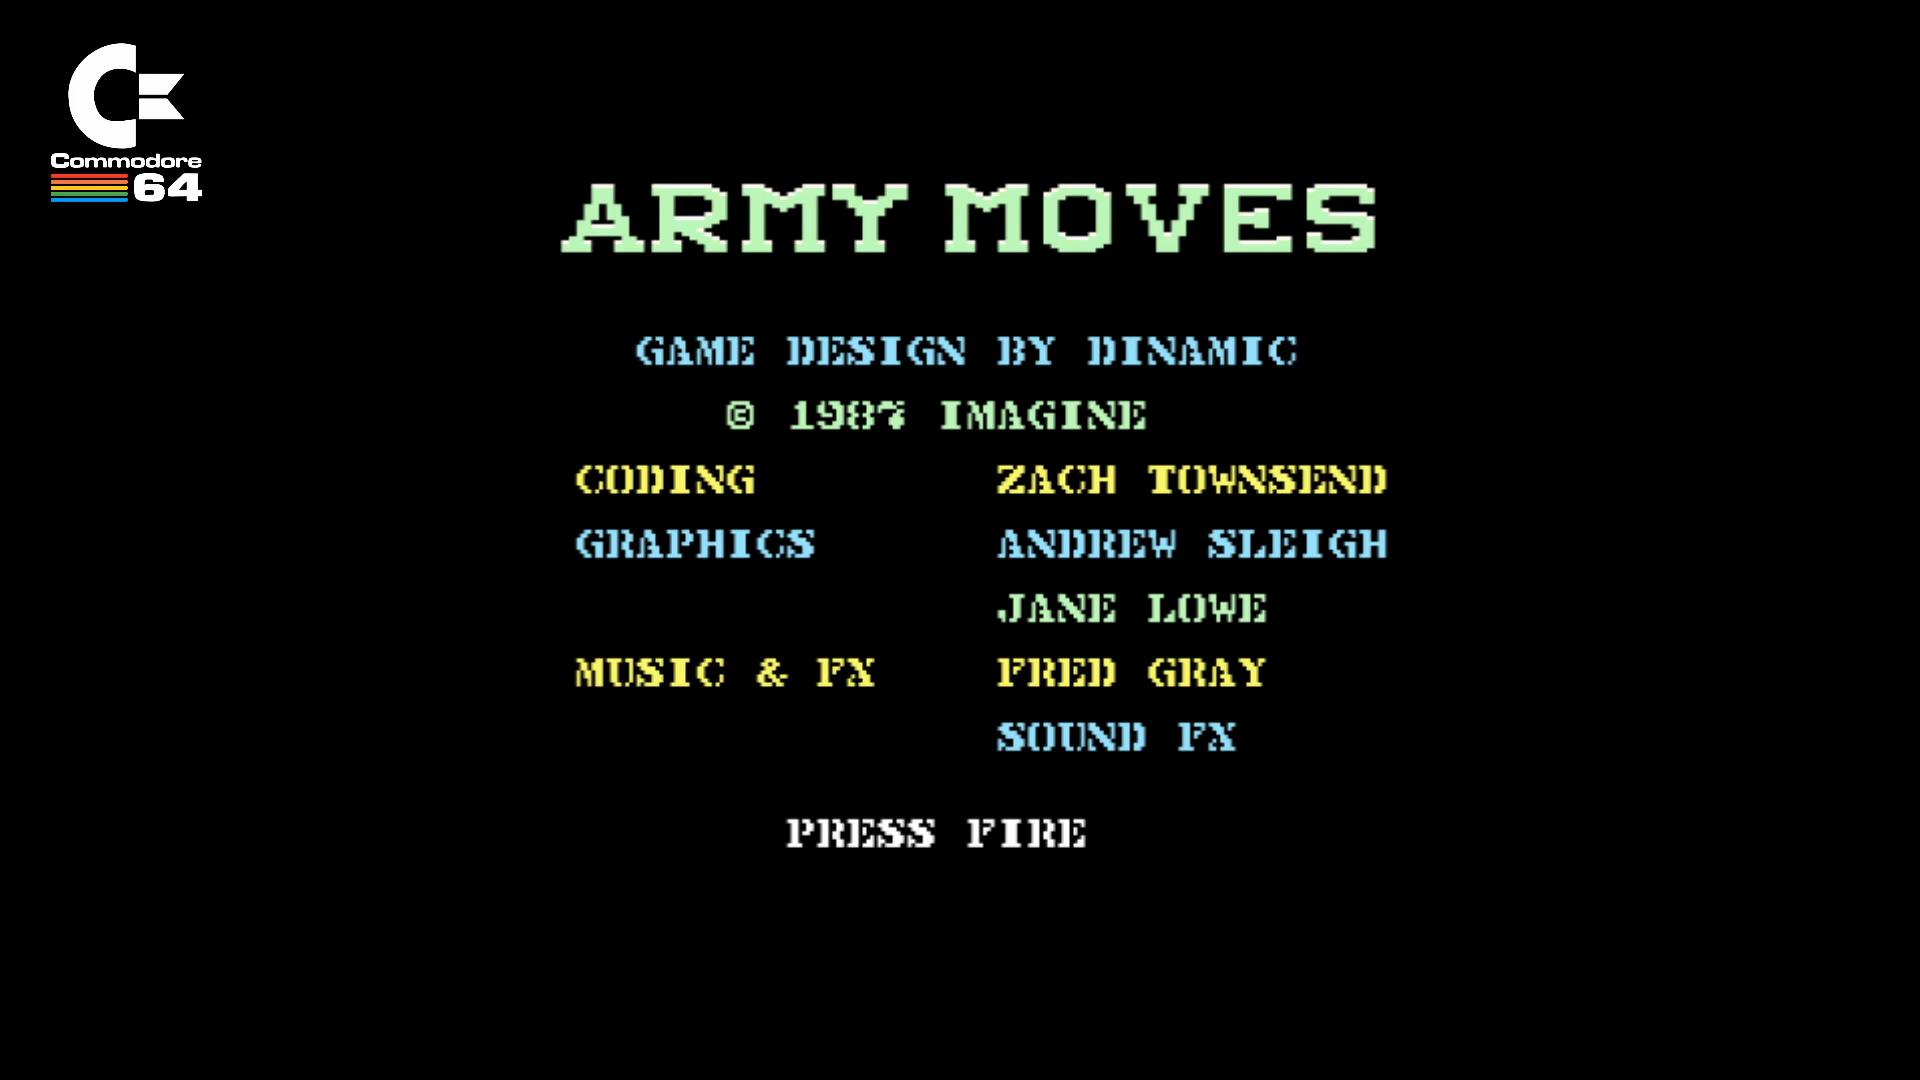 Commodore
64
ARMY MOVES
GAME DESIGN BY DINAMIC
© 1987 IMAGINE
CODING ZACH TOWNSEND
GRAPHICS ANDREW SLEIGH
JANE LOWE
MUSIC & FX FRED GRAY
SOUND FX
PRESS FIRE